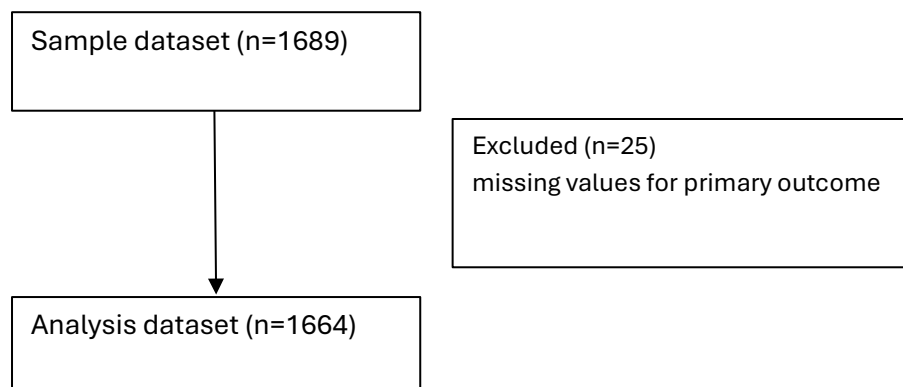 Sample dataset (n=1689)
Excluded (n=25)
missing values for primary outcome
Analysis dataset (n=1664)